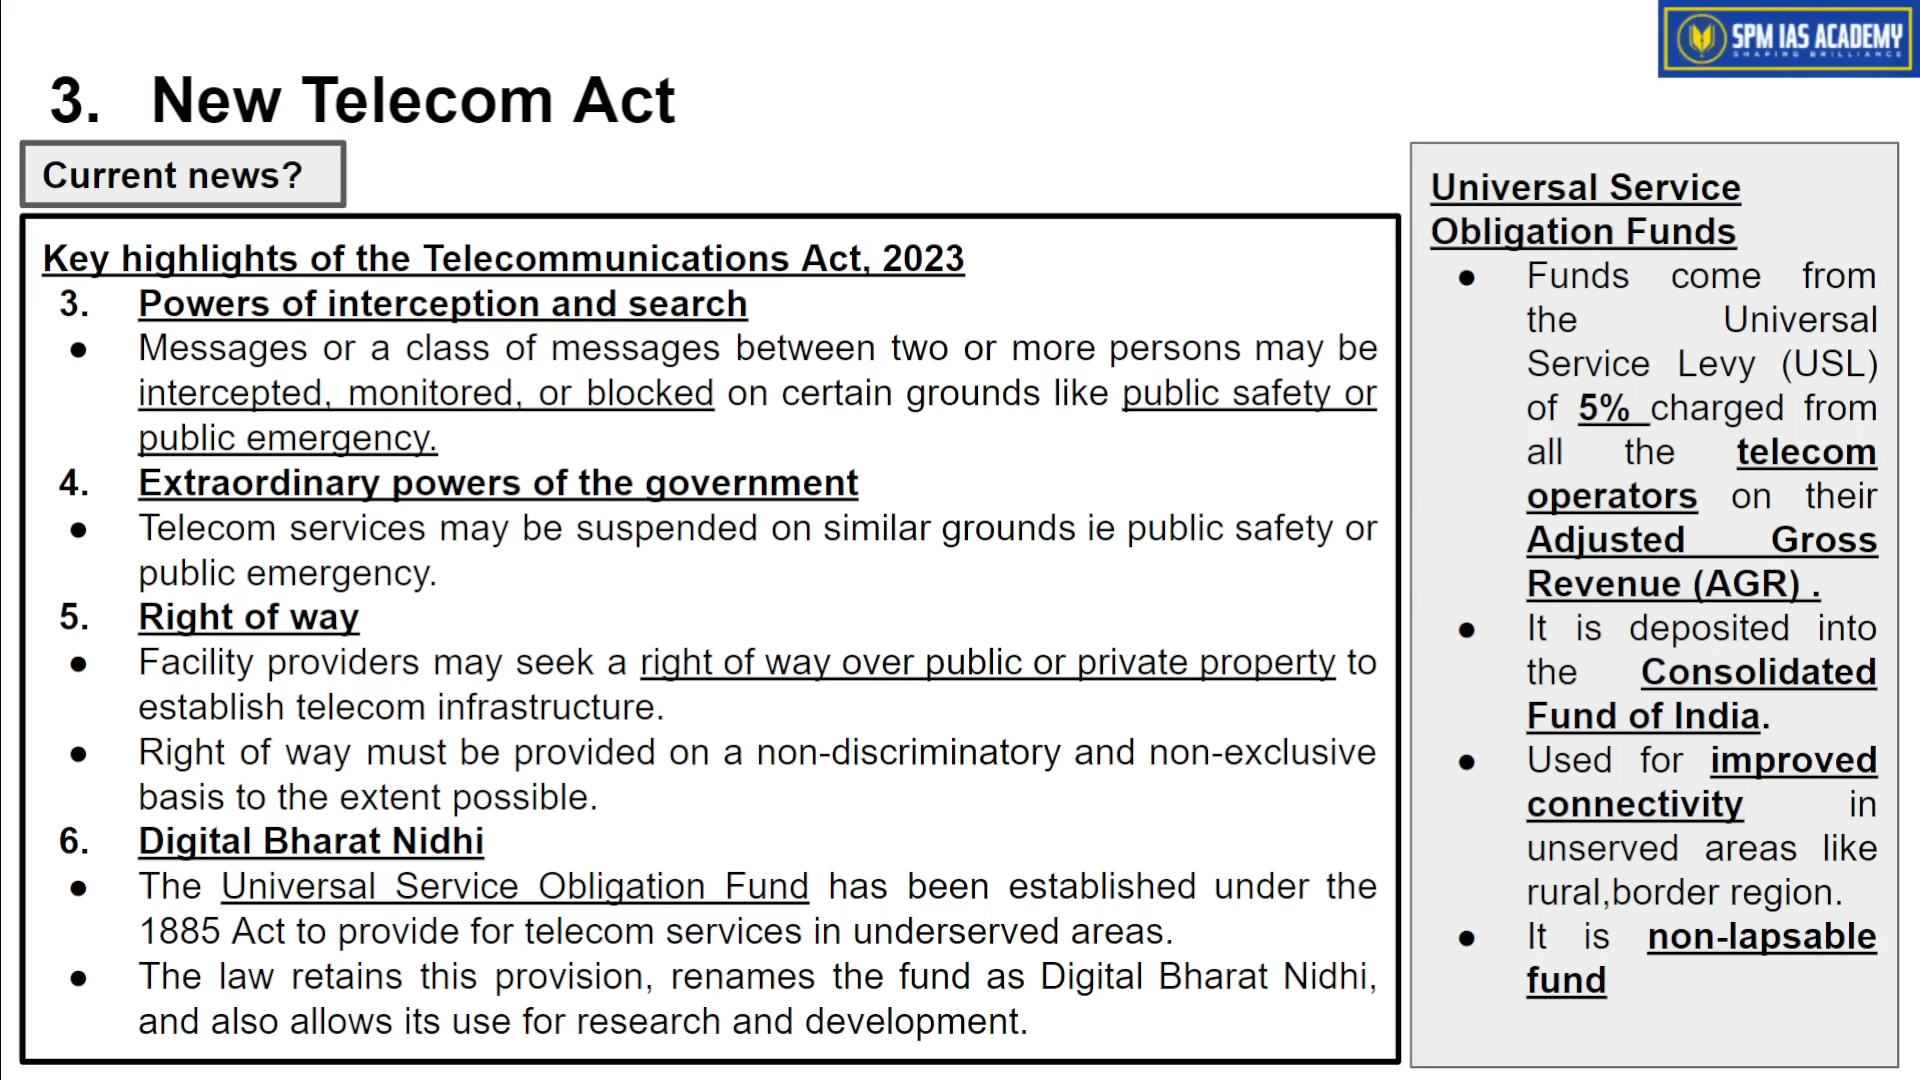 SPM IAS ACADEMY
SHAPING BRILLIANCE
3. New Telecom Act
Current news?
Key highlights of the Telecommunications Act, 2023
3. Powers of interception and search
● Messages or a class of messages between two or more persons may be
intercepted, monitored, or blocked on certain grounds like public safety or
public emergency.
4. Extraordinary powers of the government
● Telecom services may be suspended on similar grounds ie public safety or
public emergency.
5. Right of way
● Facility providers may seek a right of way over public or private property to
establish telecom infrastructure.
● Right of way must be provided on a non-discriminatory and non-exclusive
basis to the extent possible.
6. Digital Bharat Nidhi
● The Universal Service Obligation Fund has been established under the
1885 Act to provide for telecom services in underserved areas.
● The law retains this provision, renames the fund as Digital Bharat Nidhi,
and also allows its use for research and development.
Universal Service
Obligation Funds
● Funds come from
the Universal
Service Levy (USL)
of 5% charged from
all the telecom
operators on their
Adjusted Gross
Revenue (AGR) .
● It is deposited into
the Consolidated
Fund of India.
● Used for improved
connectivity in
unserved areas like
rural,border region.
● It is non-lapsable
fund